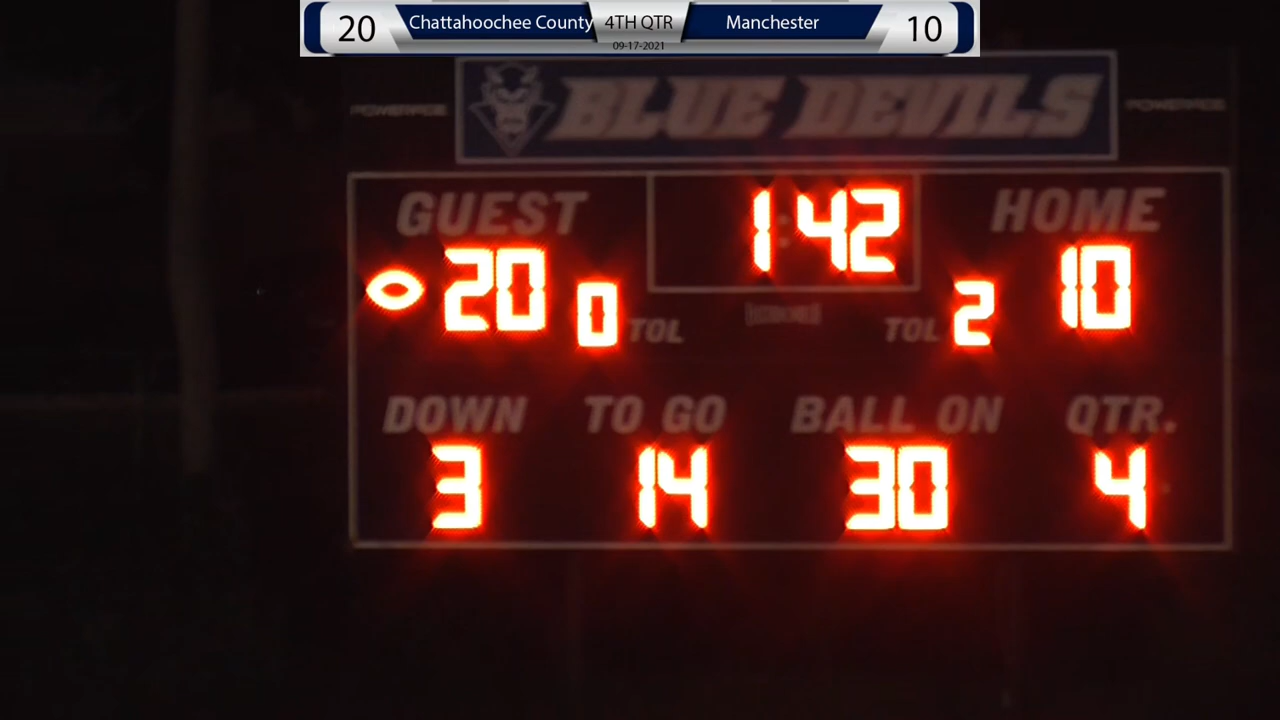 20 Chattahoochee County 4TH QTR Manchester 10
09-17-2021
BLUE DEVILS
GUEST 1:42 HOME
20 0 TOL TOL 2 10
DOWN TO GO BALL ON QTR.
3 14 30 4